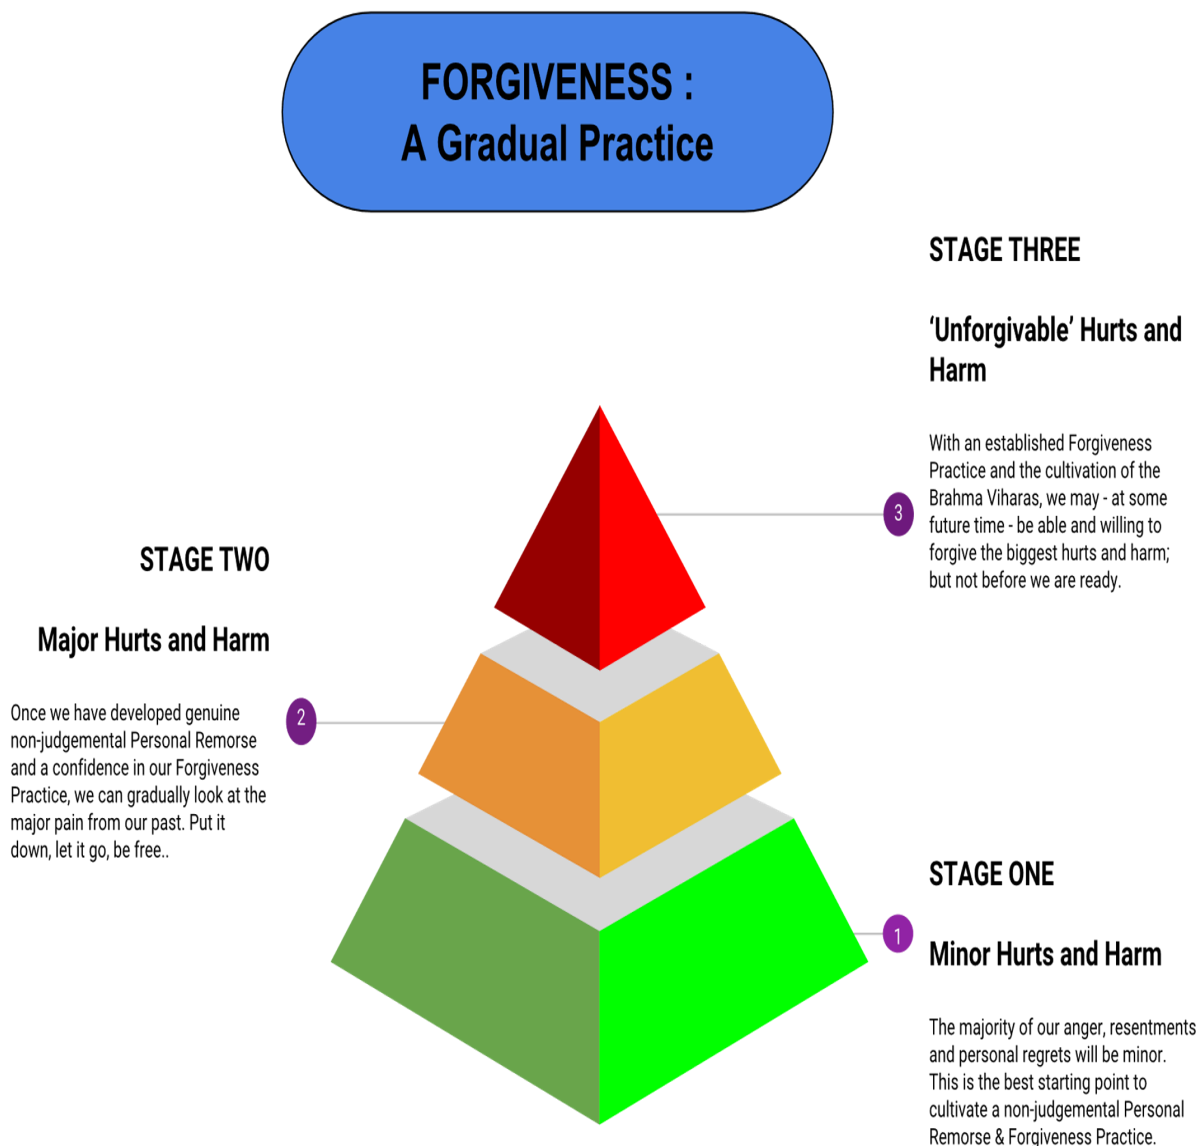 FORGIVENESS :
A Gradual Practice
STAGE THREE
‘Unforgivable’ Hurts and
Harm
With an established Forgiveness
Practice and the cultivation of the
Brahma Viharas, we may - at some
future time - be able and willing to
forgive the biggest hurts and harm;
but not before we are ready.
3
STAGE TWO
Major Hurts and Harm
Once we have developed genuine
non-judgemental Personal Remorse
and a confidence in our Forgiveness
Practice, we can gradually look at the
major pain from our past. Put it
down, let it go, be free..
2
STAGE ONE
1
Minor Hurts and Harm
The majority of our anger, resentments
and personal regrets will be minor.
This is the best starting point to
cultivate a non-judgemental Personal
Remorse & Forgiveness Practice.